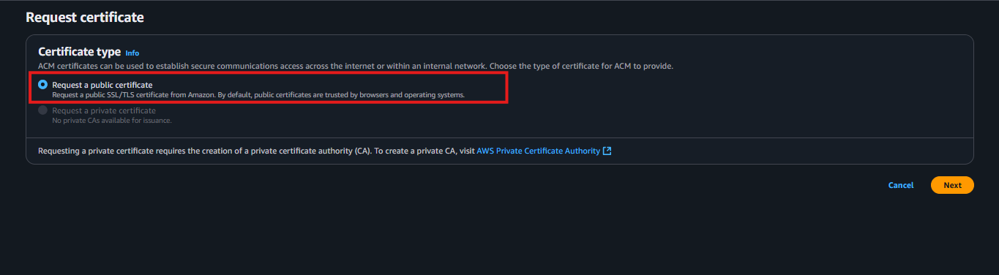 Request certificate
Certificate type Info
ACM certificates can be used to establish secure communications access across the internet or within an internal network. Choose the type of certificate for ACM to provide.
Request a public certificate
Request a public SSL/TLS certificate from Amazon. By default, public certificates are trusted by browsers and operating systems.
Request a private certificate
No private CAs available for issuance.
Requesting a private certificate requires the creation of a private certificate authority (CA). To create a private CA, visit AWS Private Certificate Authority
Cancel Next